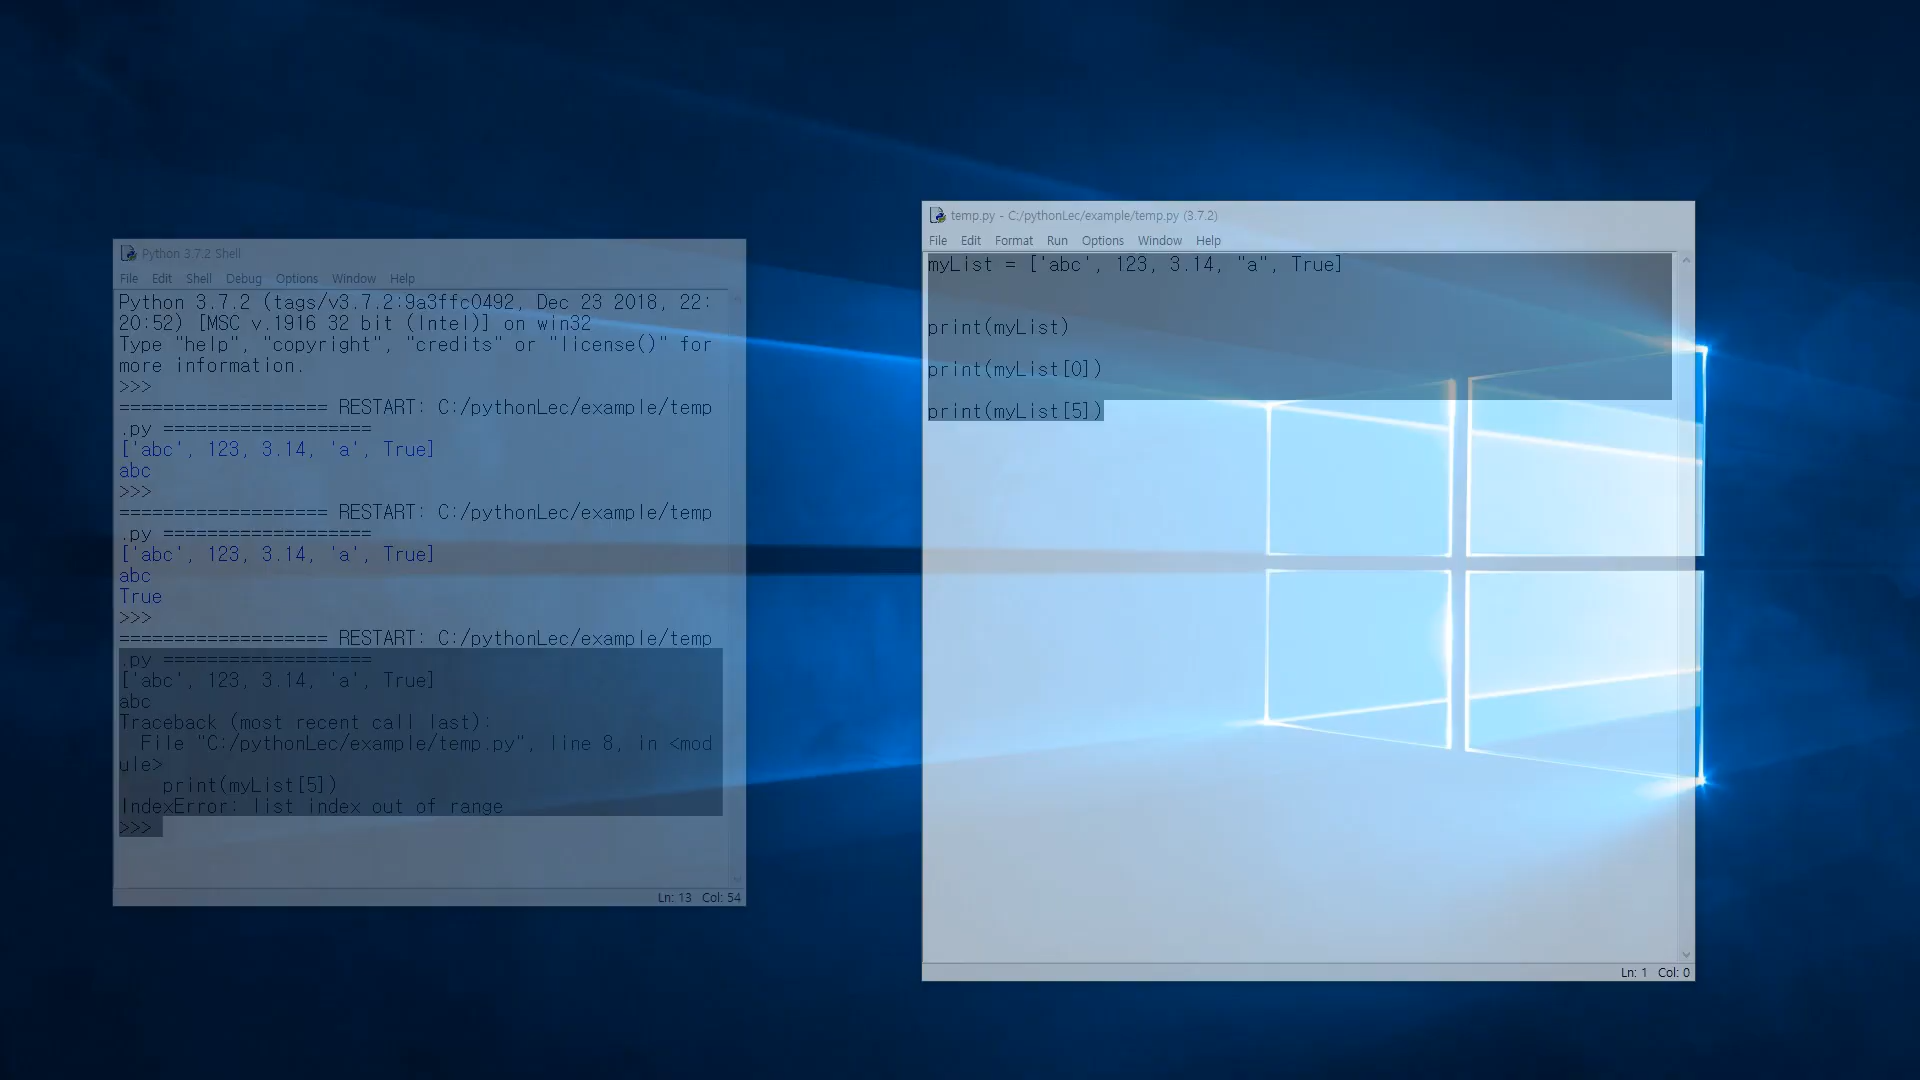 Python 3.7.2 Shell
File Edit Shell Debug Options Window Help
Python 3.7.2 (tags/v3.7.2:9a3ffc0492, Dec 23 2018, 22:
20:52) [MSC v.1916 32 bit (Intel)] on win32
Type "help", "copyright", "credits" or "license()" for
more information.
>>>
=================== RESTART: C:/pythonLec/example/temp
.py ===================
['abc', 123, 3.14, 'a', True]
abc
>>>
=================== RESTART: C:/pythonLec/example/temp
.py ===================
['abc', 123, 3.14, 'a', True]
abc
True
>>>
=================== RESTART: C:/pythonLec/example/temp
.py ===================
['abc', 123, 3.14, 'a', True]
abc
Traceback (most recent call last):
  File "C:/pythonLec/example/temp.py", line 8, in <mod
ule>
    print(myList[5])
IndexError: list index out of range
>>>
Ln: 13 Col: 54
temp.py - C:/pythonLec/example/temp.py (3.7.2)
File Edit Format Run Options Window Help
myList = ['abc', 123, 3.14, "a", True]
print(myList)
print(myList[0])
print(myList[5])
Ln: 1 Col: 0